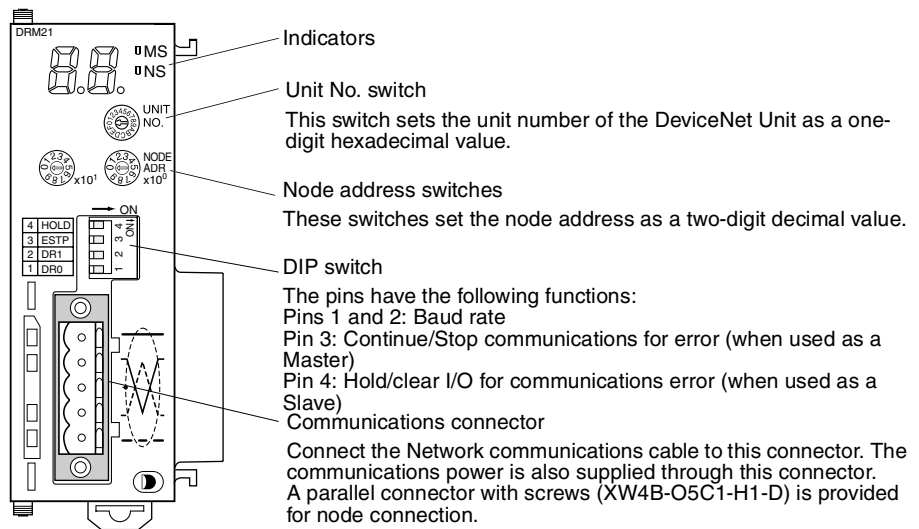 DRM21
MS
NS
UNIT
NO.
NODE
ADR
x10¹
x10⁰
→ ON
4 HOLD
3 ESTP
2 DR1
1 DR0
ON
1 2 3 4
Indicators
Unit No. switch
This switch sets the unit number of the DeviceNet Unit as a one-
digit hexadecimal value.
Node address switches
These switches set the node address as a two-digit decimal value.
DIP switch
The pins have the following functions:
Pins 1 and 2: Baud rate
Pin 3: Continue/Stop communications for error (when used as a
Master)
Pin 4: Hold/clear I/O for communications error (when used as a
Slave)
Communications connector
Connect the Network communications cable to this connector. The
communications power is also supplied through this connector.
A parallel connector with screws (XW4B-O5C1-H1-D) is provided
for node connection.